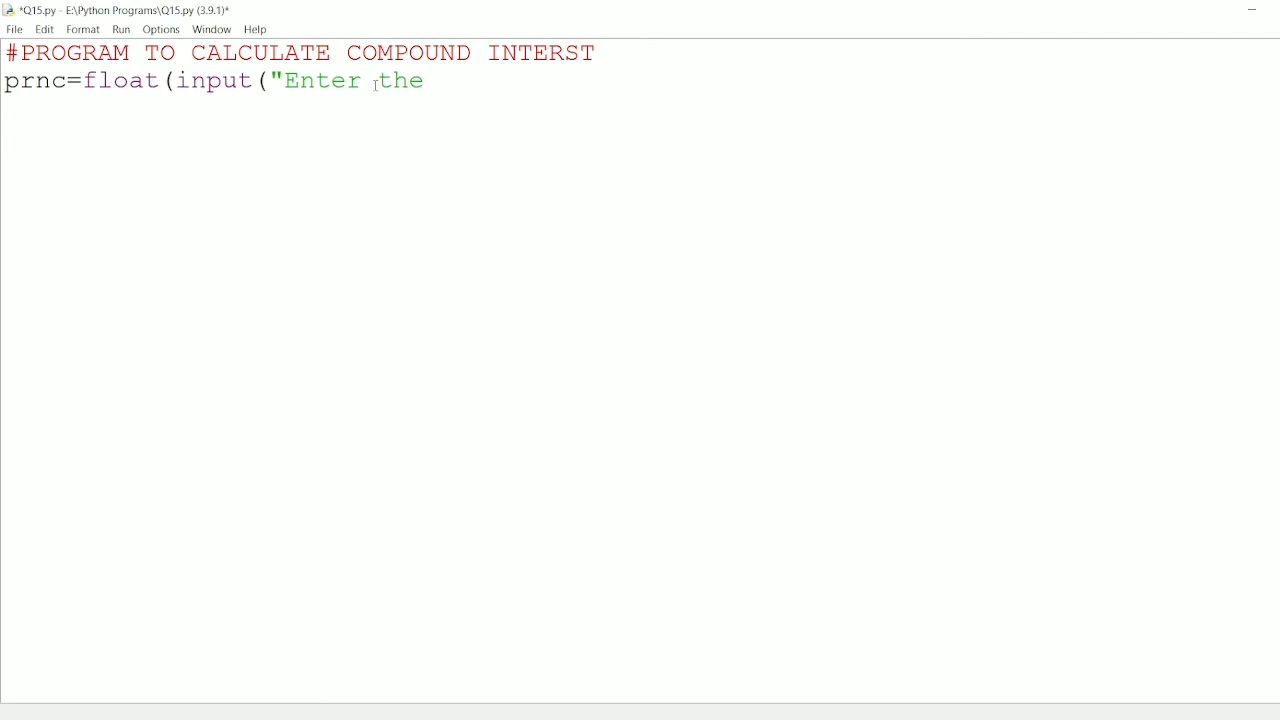 *Q15.py - E:\Python Programs\Q15.py (3.9.1)*
File Edit Format Run Options Window Help
#PROGRAM TO CALCULATE COMPOUND INTERST
prnc=float(input("Enter the